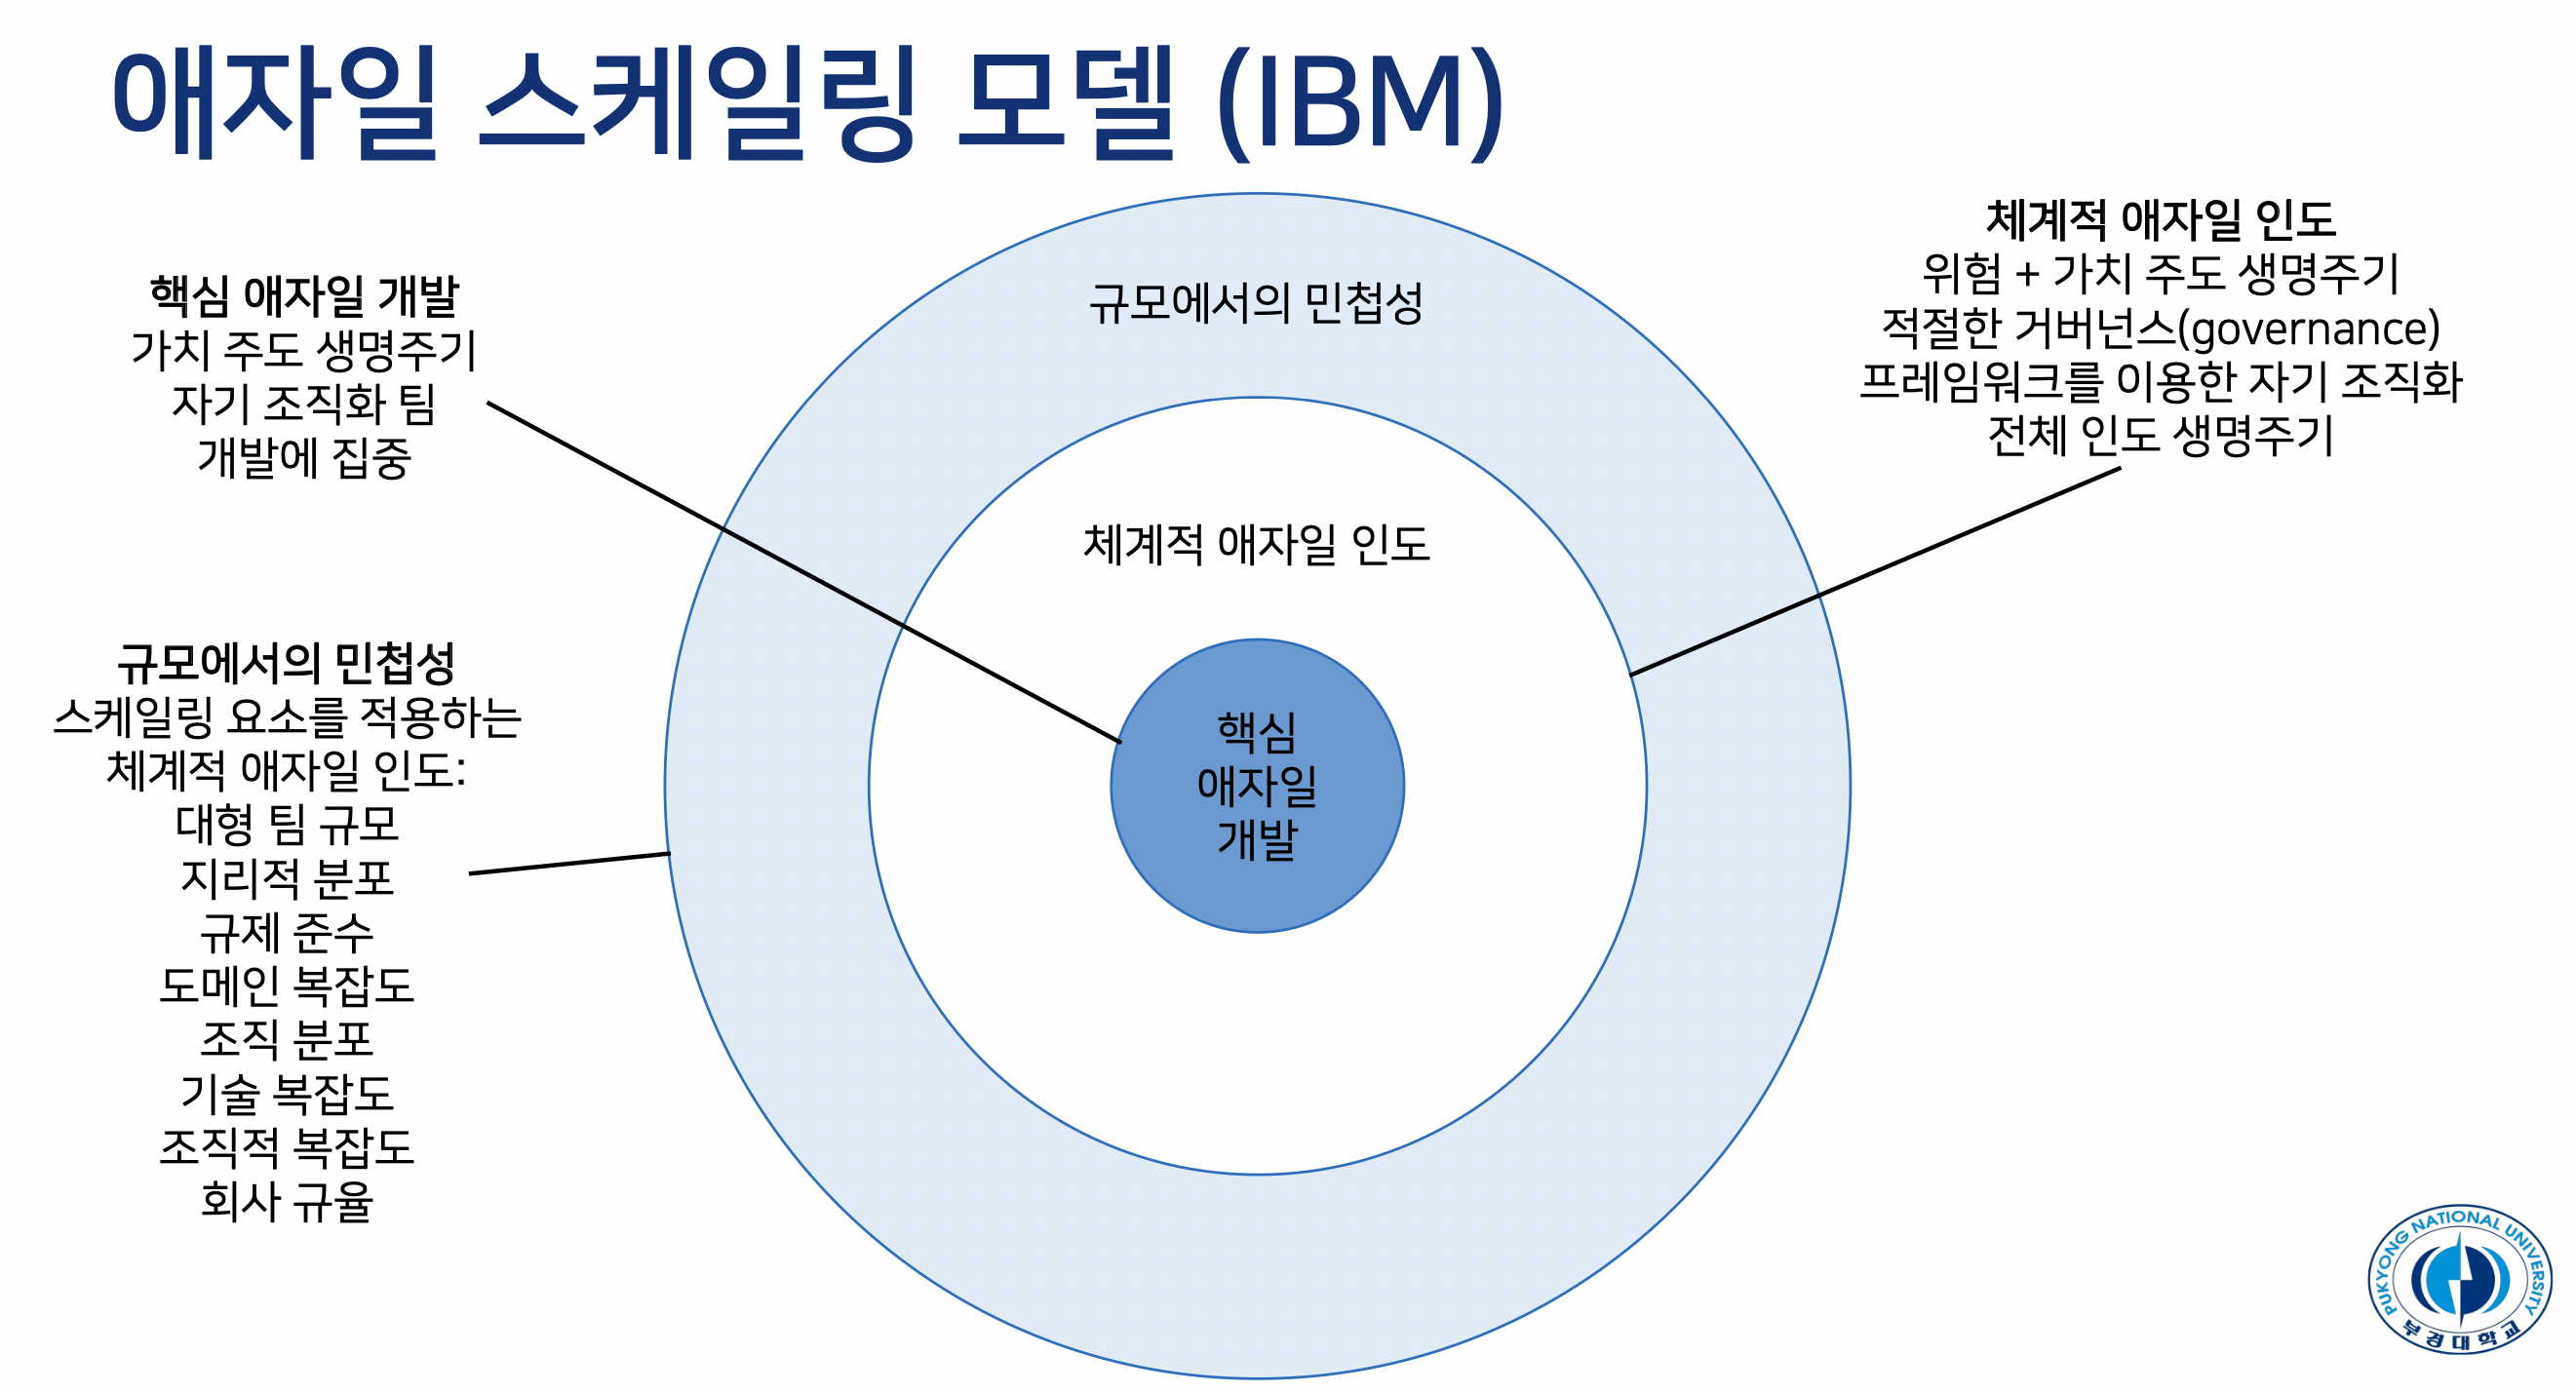 애자일 스케일링 모델 (IBM)
핵심 애자일 개발
가치 주도 생명주기
자기 조직화 팀
개발에 집중
규모에서의 민첩성
스케일링 요소를 적용하는
체계적 애자일 인도:
대형 팀 규모
지리적 분포
규제 준수
도메인 복잡도
조직 분포
기술 복잡도
조직적 복잡도
회사 규율
규모에서의 민첩성
체계적 애자일 인도
핵심
애자일
개발
체계적 애자일 인도
위험 + 가치 주도 생명주기
적절한 거버넌스(governance)
프레임워크를 이용한 자기 조직화
전체 인도 생명주기
PUKYONG NATIONAL UNIVERSITY
부경대학교